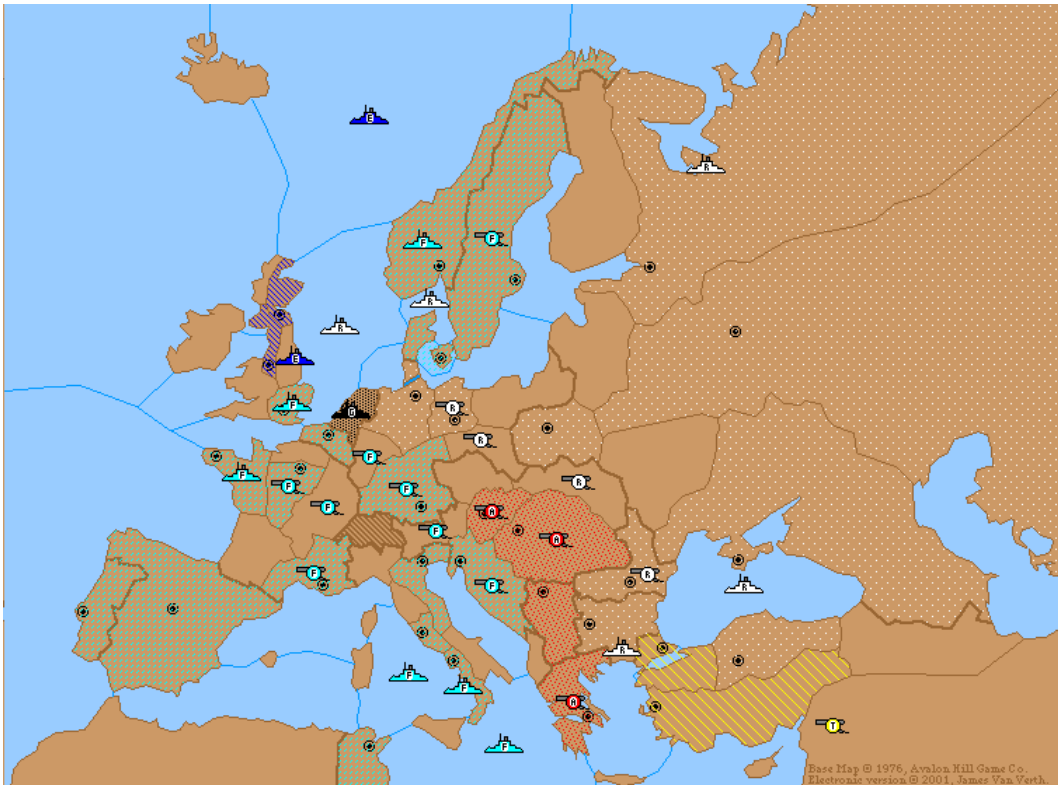 E
R
F
F
R
R
E
F
G
R
R
F
F
F
R
F
F
A
F
A
F
R
F
R
R
F
F
A
T
F
Base Map © 1976, Avalon Hill Game Co.
Electronic version © 2001, James Van Verth.